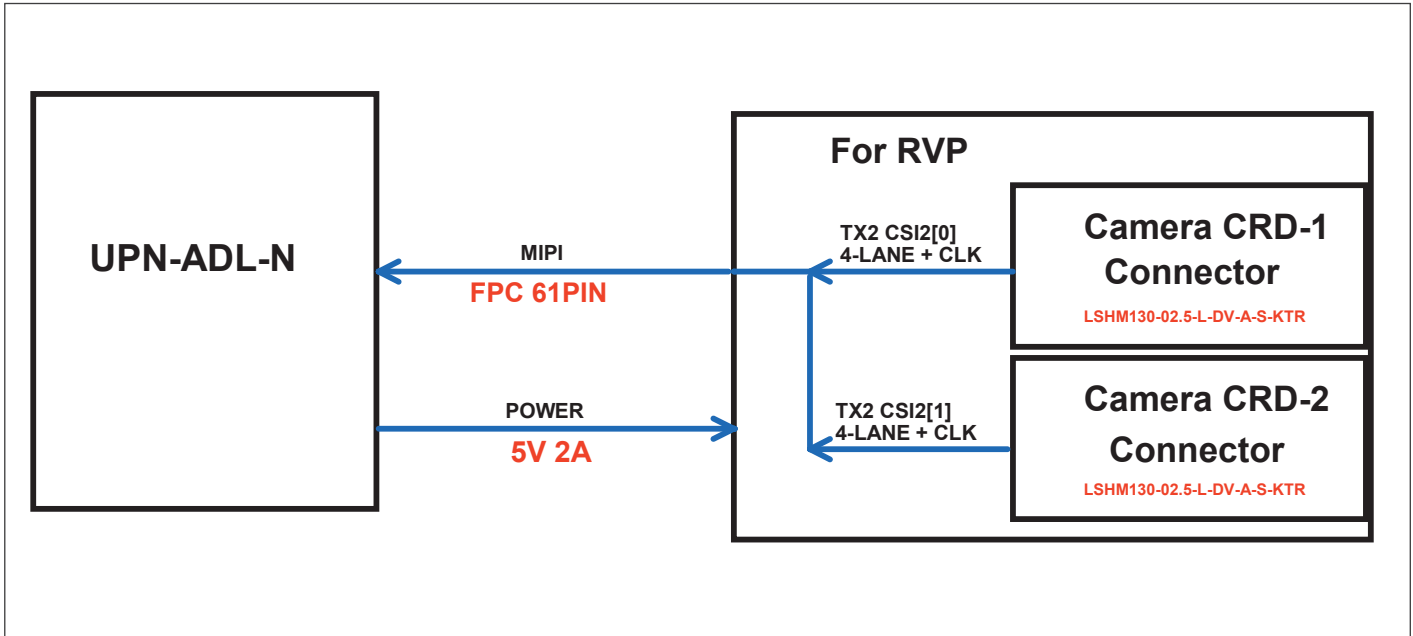 UPN-ADL-N
MIPI
FPC 61PIN
POWER
5V 2A
For RVP
TX2 CSI2[0]
4-LANE + CLK
Camera CRD-1
Connector
LSHM130-02.5-L-DV-A-S-KTR
TX2 CSI2[1]
4-LANE + CLK
Camera CRD-2
Connector
LSHM130-02.5-L-DV-A-S-KTR